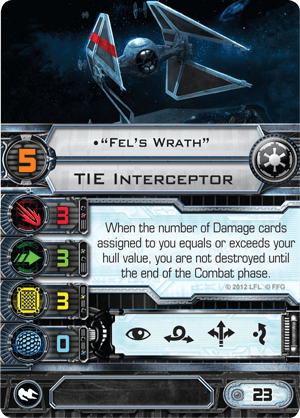 •“FEL’S WRATH”
5
TIE INTERCEPTOR
3
3
3
0
When the number of Damage cards
assigned to you equals or exceeds your
hull value, you are not destroyed until
the end of the Combat phase.
© 2012 LFL © FFG
23